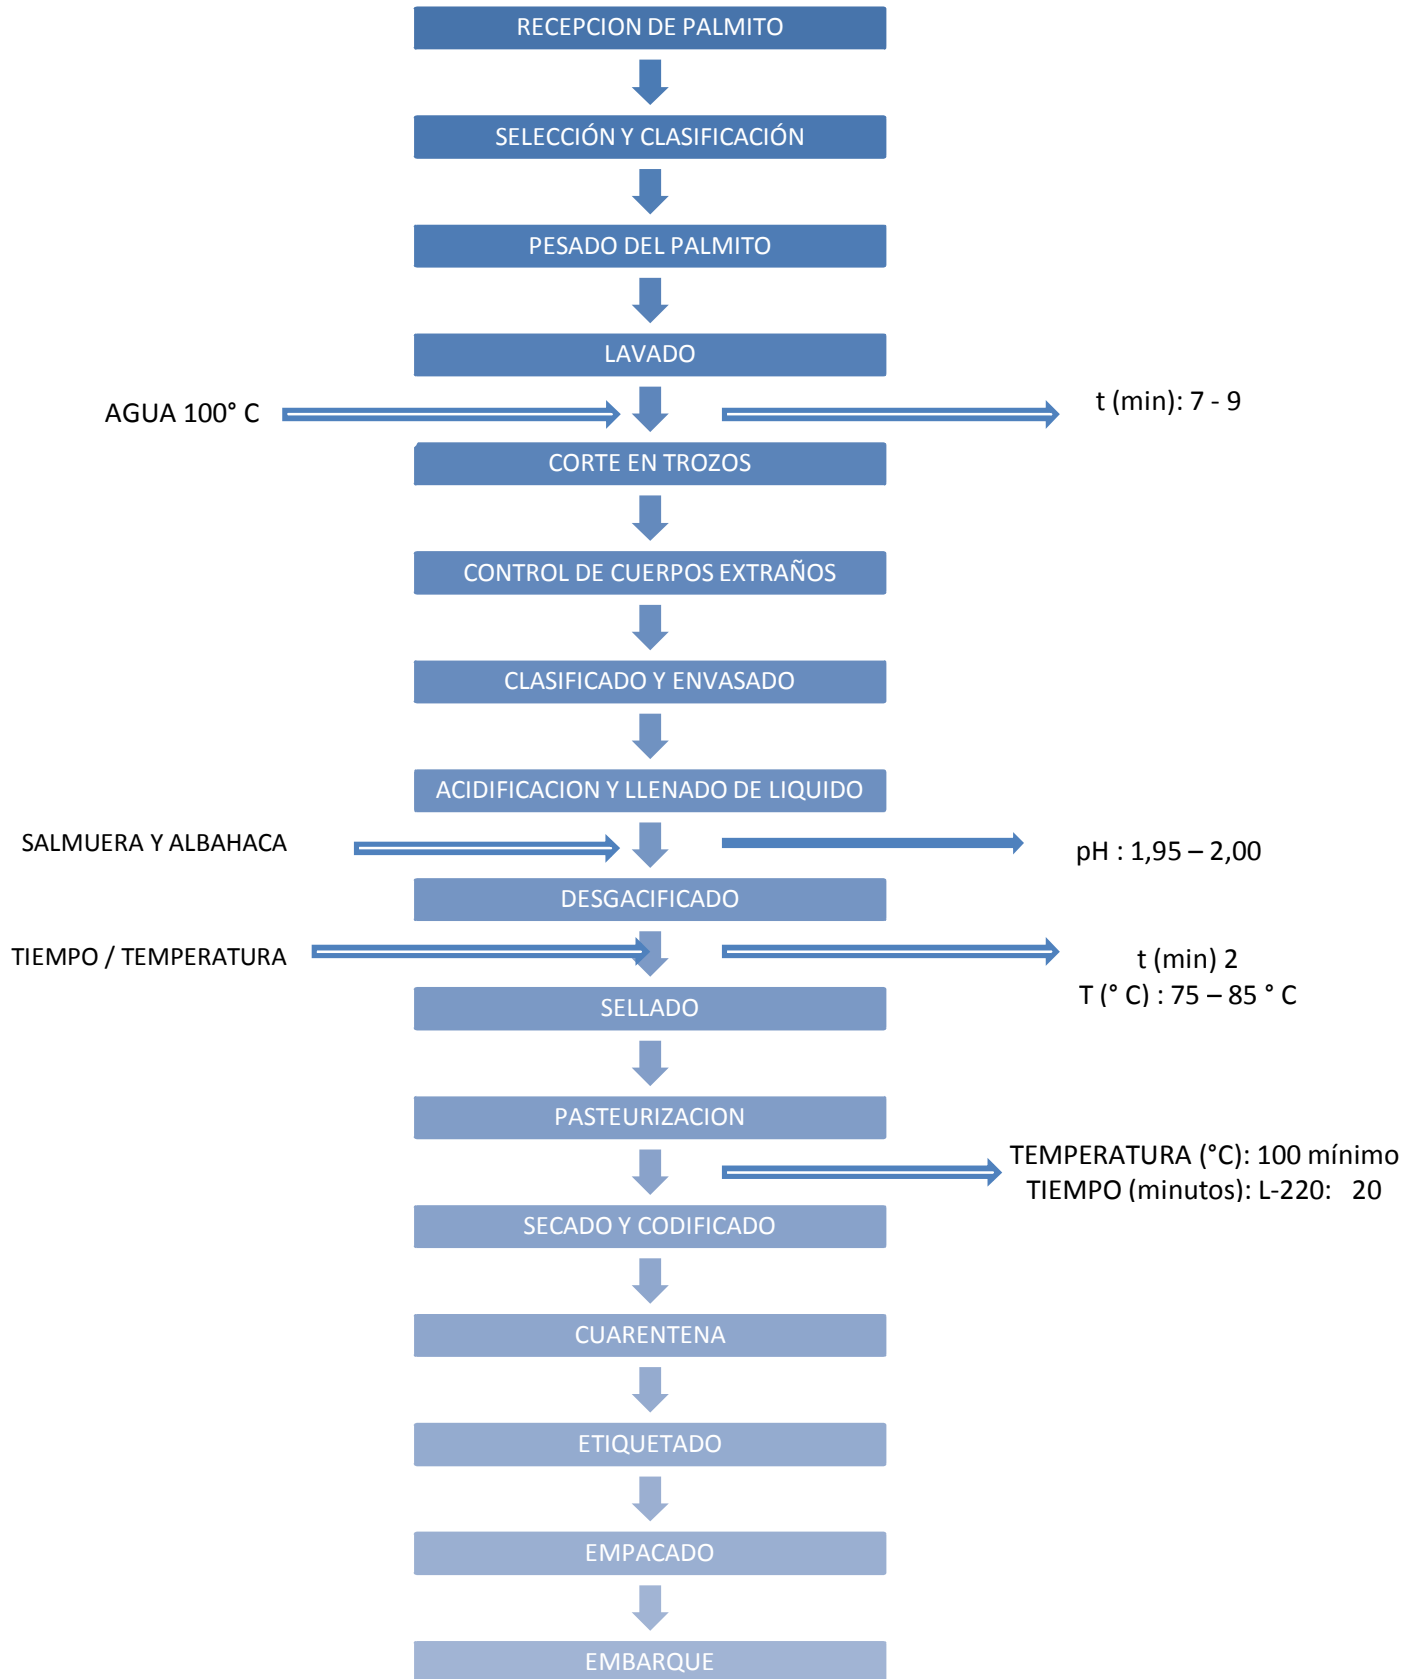 RECEPCION DE PALMITO
SELECCIÓN Y CLASIFICACIÓN
PESADO DEL PALMITO
LAVADO
AGUA 100° C
t (min): 7 - 9
CORTE EN TROZOS
CONTROL DE CUERPOS EXTRAÑOS
CLASIFICADO Y ENVASADO
ACIDIFICACION Y LLENADO DE LIQUIDO
SALMUERA Y ALBAHACA
pH : 1,95 – 2,00
DESGACIFICADO
TIEMPO / TEMPERATURA
t (min) 2
T (° C) : 75 – 85 ° C
SELLADO
PASTEURIZACION
TEMPERATURA (°C): 100 mínimo
TIEMPO (minutos): L-220: 20
SECADO Y CODIFICADO
CUARENTENA
ETIQUETADO
EMPACADO
EMBARQUE